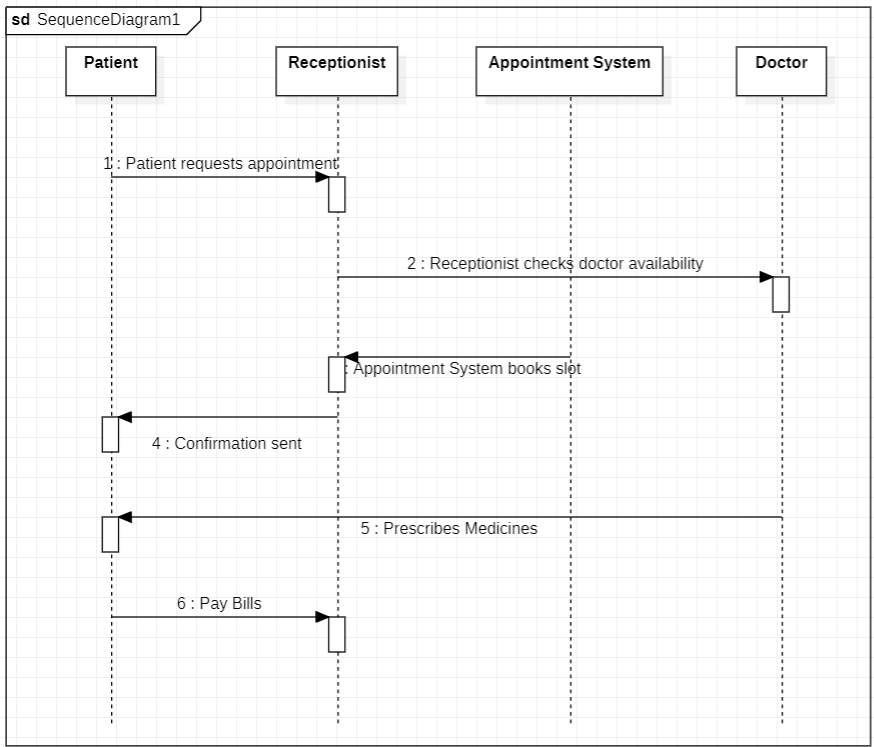 sd SequenceDiagram1
Patient
Receptionist
Appointment System
Doctor
1 : Patient requests appointment
2 : Receptionist checks doctor availability
: Appointment System books slot
4 : Confirmation sent
5 : Prescribes Medicines
6 : Pay Bills